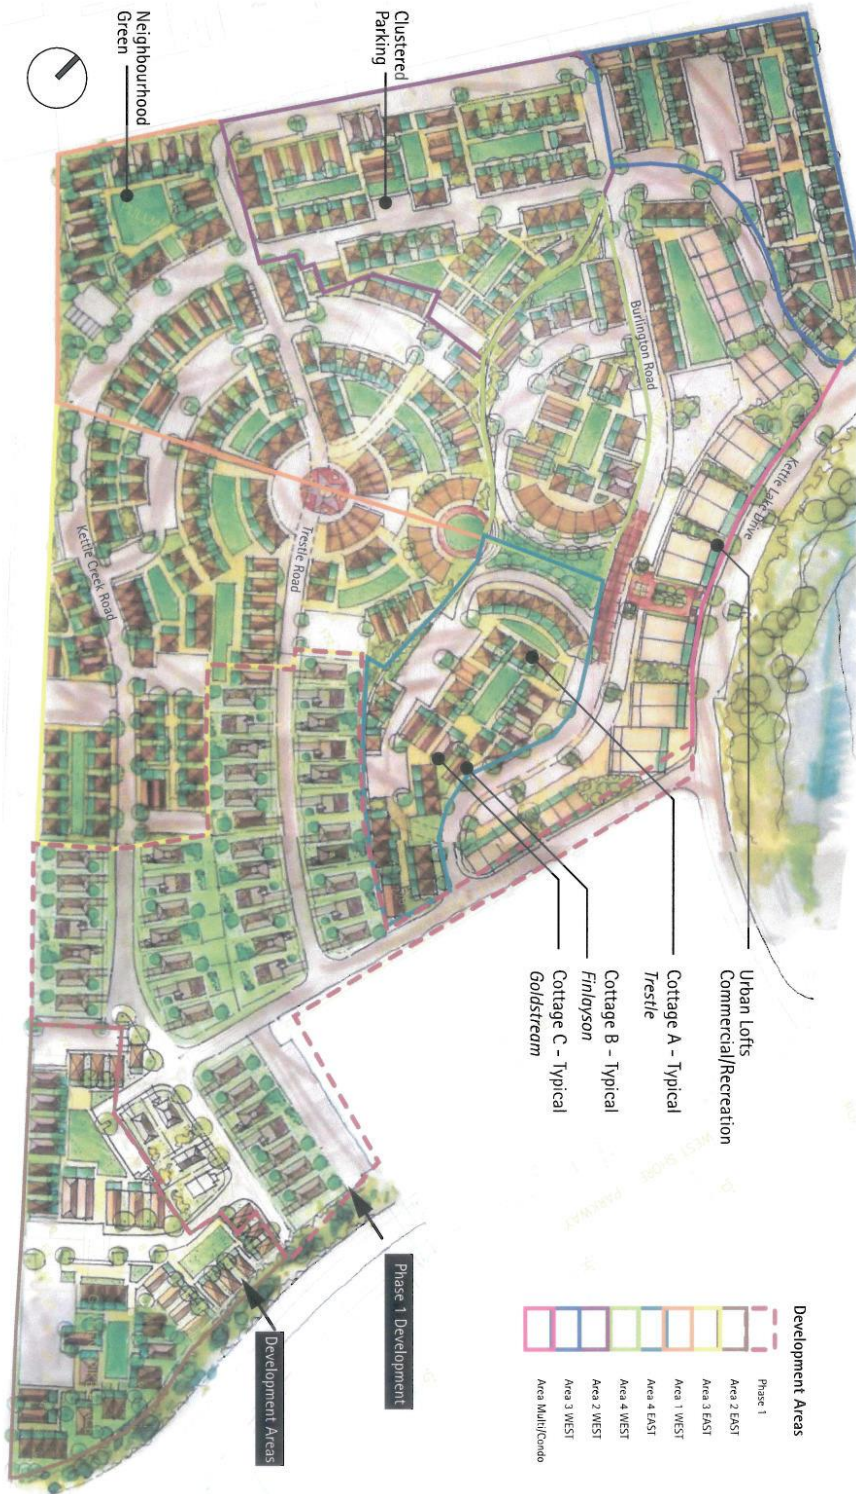 Neighbourhood
Green
Clustered
Parking
Burlington Road
Kettle Lake Drive
Trestle Road
Kettle Creek Road
Urban Lofts
Commercial/Recreation
Cottage A - Typical
Trestle
Cottage B - Typical
Finlayson
Cottage C - Typical
Goldstream
WEST SHORE PARKWAY
Phase 1 Development
Development Areas
Development Areas
Phase 1
Area 2 EAST
Area 3 EAST
Area 1 WEST
Area 4 EAST
Area 4 WEST
Area 2 WEST
Area 3 WEST
Area Multi/Condo